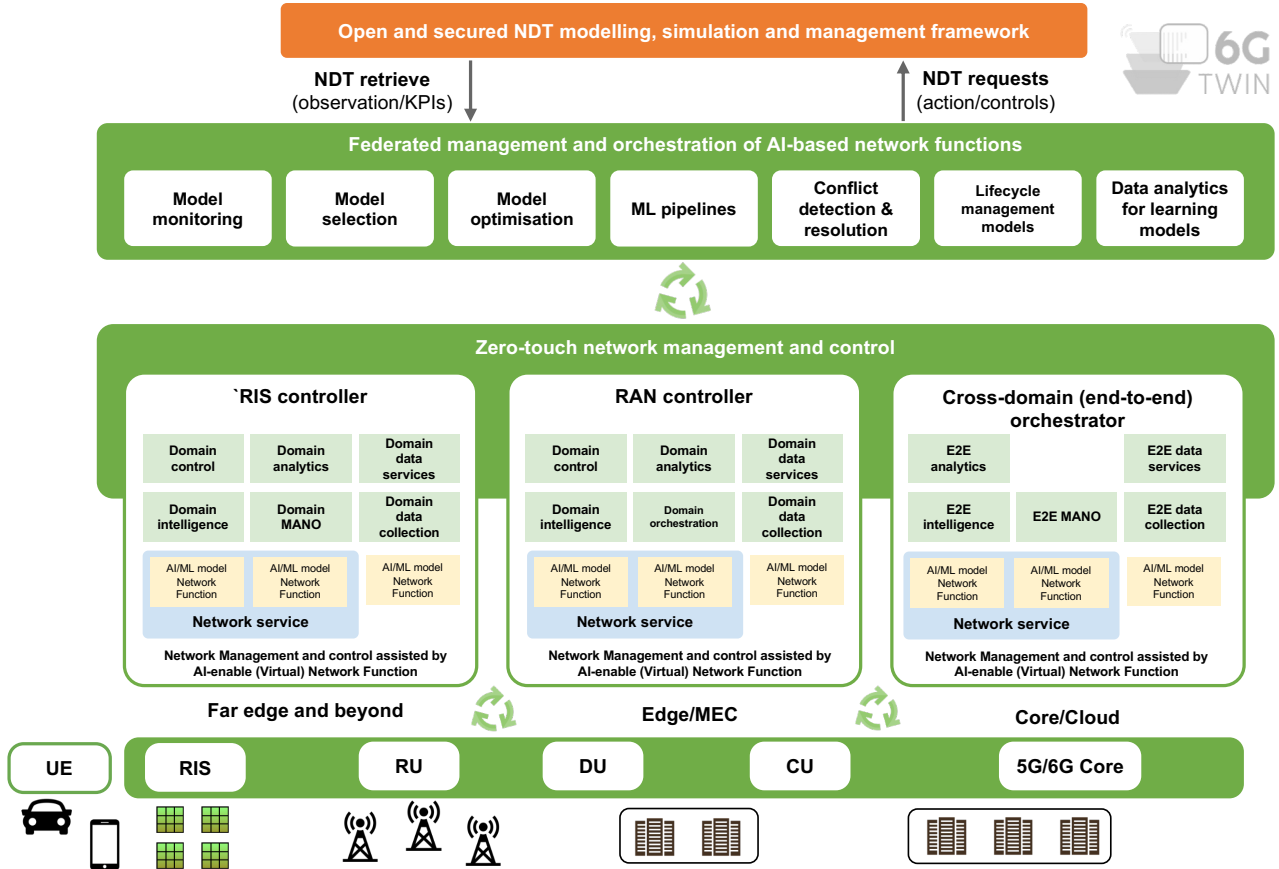 Open and secured NDT modelling, simulation and management framework
6G
TWIN
NDT retrieve
(observation/KPIs)
NDT requests
(action/controls)
Federated management and orchestration of AI-based network functions
Model
monitoring
Model
selection
Model
optimisation
ML pipelines
Conflict
detection &
resolution
Lifecycle
management
models
Data analytics
for learning
models
Zero-touch network management and control
`RIS controller
Domain
control
Domain
analytics
Domain
data
services
Domain
intelligence
Domain
MANO
Domain
data
collection
AI/ML model
Network
Function
AI/ML model
Network
Function
AI/ML model
Network
Function
Network service
Network Management and control assisted by
AI-enable (Virtual) Network Function
RAN controller
Domain
control
Domain
analytics
Domain
data
services
Domain
intelligence
Domain
orchestration
Domain
data
collection
AI/ML model
Network
Function
AI/ML model
Network
Function
AI/ML model
Network
Function
Network service
Network Management and control assisted by
AI-enable (Virtual) Network Function
Cross-domain (end-to-end)
orchestrator
E2E
analytics
E2E data
services
E2E
intelligence
E2E MANO
E2E data
collection
AI/ML model
Network
Function
AI/ML model
Network
Function
AI/ML model
Network
Function
Network service
Network Management and control assisted by
AI-enable (Virtual) Network Function
Far edge and beyond
Edge/MEC
Core/Cloud
UE
RIS
RU
DU
CU
5G/6G Core